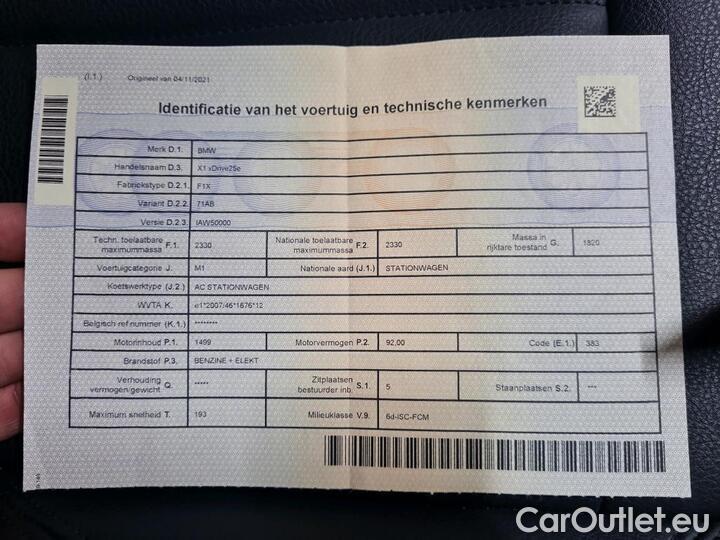 (I.1.) Origineel van 04/11/2021
Identificatie van het voertuig en technische kenmerken
Merk D.1. BMW
Handelsnaam D.3. X1 xDrive25e
Fabriekstype D.2.1. F1X
Variant D.2.2. 71AB
Versie D.2.3. IAW50000
Techn. toelaatbare maximummassa F.1. 2330 Nationale toelaatbare maximummassa F.2. 2330 Massa in rijklare toestand G. 1820
Voertuigcategorie J. M1 Nationale aard (J.1.) STATIONWAGEN
Koetswerktype (J.2.) AC STATIONWAGEN
WVTA K. e1*2007/46*1676*12
Belgisch ref.nummer (K.1.) ********
Motorinhoud P.1. 1499 Motorvermogen P.2. 92,00 Code (E.1.) 383
Brandstof P.3. BENZINE + ELEKT
Verhouding vermogen/gewicht Q. ***** Zitplaatsen bestuurder inb. S.1. 5 Staanplaatsen S.2. ***
Maximum snelheid T. 193 Milieuklasse V.9. 6d-ISC-FCM
CarOutlet.eu